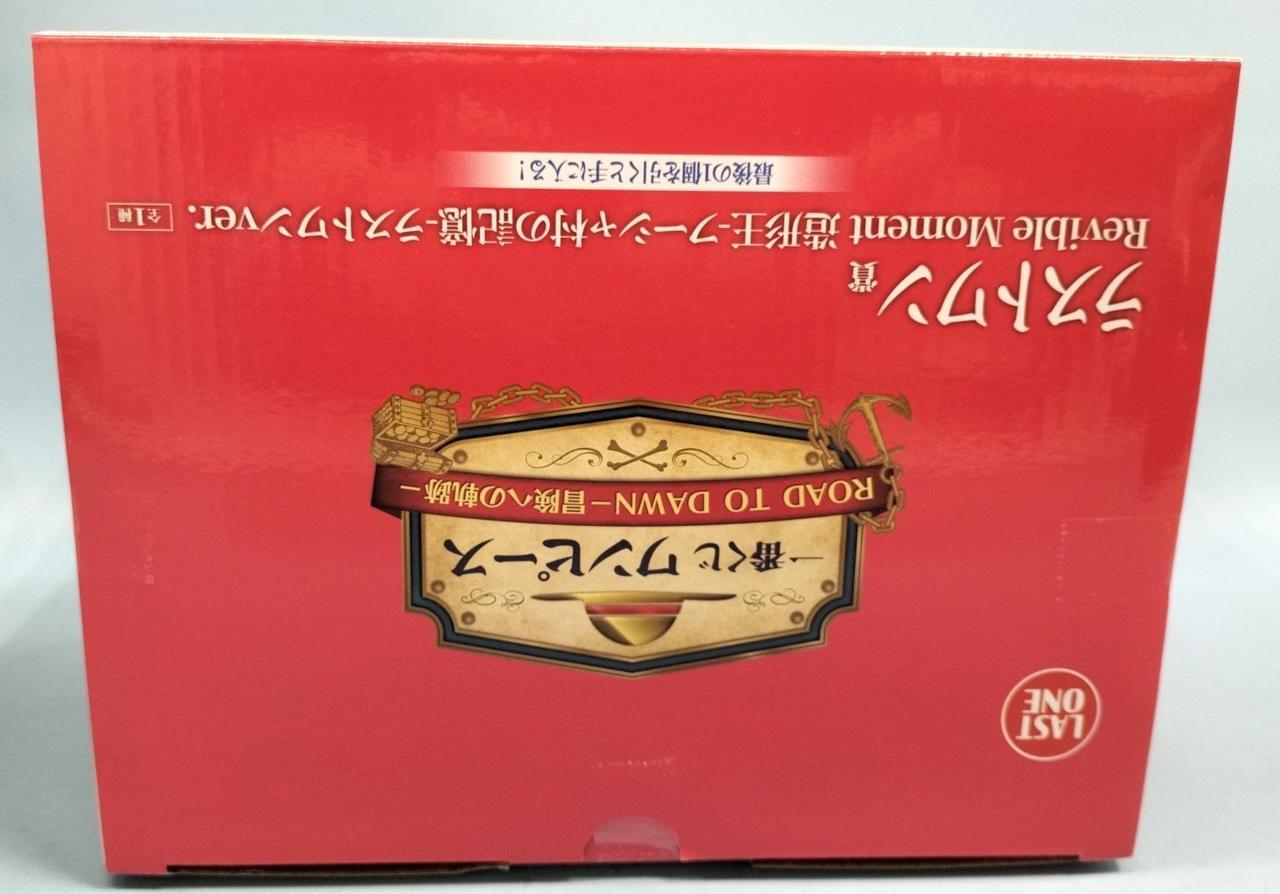 LAST
ONE
一番くじ ワンピース
ROAD TO DAWN－冒険への軌跡－
ラストワン賞
Revible Moment 造形王-フーシャ村の記憶-ラストワンver.
全1種
最後の1個を引くと手に入る!